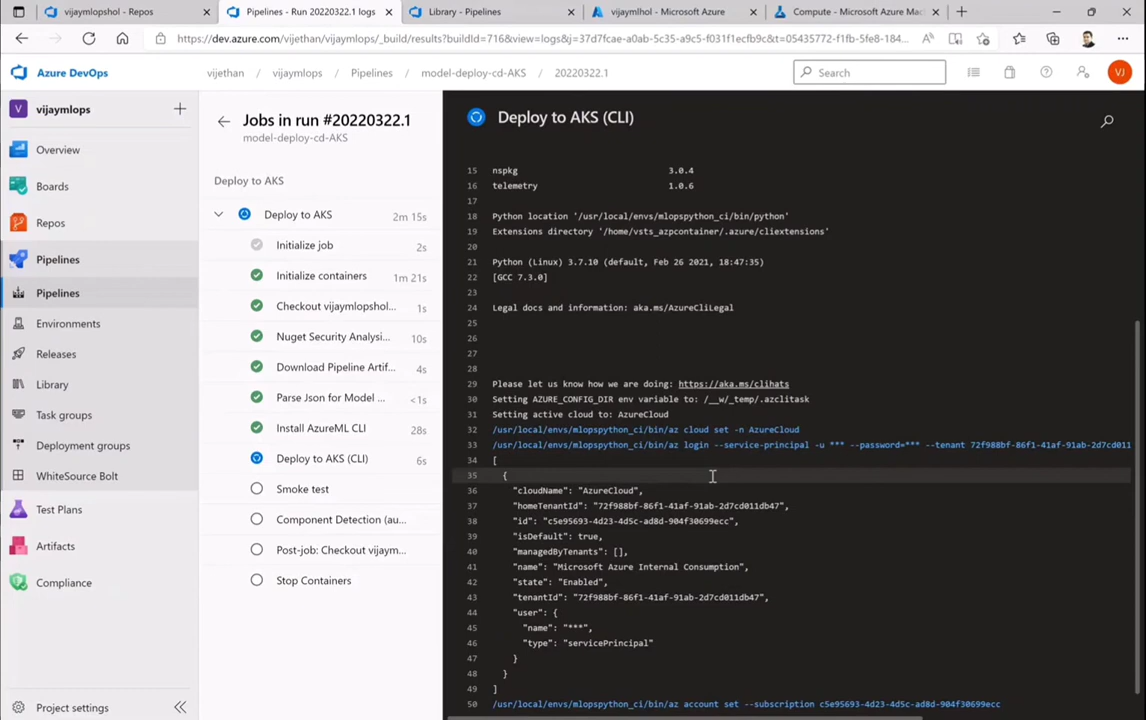 vijaymlopshol - Repos
Pipelines - Run 20220322.1 logs
Library - Pipelines
vijaymlhol - Microsoft Azure
Compute - Microsoft Azure Mac
https://dev.azure.com/vijethan/vijaymlops/_build/results?buildId=716&view=logs&j=37d7fcae-a0ab-5c35-a9c5-f031f1ecfb9c&t=05435772-f1fb-5fe8-184...
Azure DevOps
vijethan / vijaymlops / Pipelines / model-deploy-cd-AKS / 20220322.1
Search
VJ
V vijaymlops
Overview
Boards
Repos
Pipelines
Pipelines
Environments
Releases
Library
Task groups
Deployment groups
WhiteSource Bolt
Test Plans
Artifacts
Compliance
Project settings
Jobs in run #20220322.1
model-deploy-cd-AKS
Deploy to AKS
Deploy to AKS 2m 15s
Initialize job 2s
Initialize containers 1m 21s
Checkout vijaymlopshol... 1s
Nuget Security Analysi... 10s
Download Pipeline Artif... 4s
Parse Json for Model ... <1s
Install AzureML CLI 28s
Deploy to AKS (CLI) 6s
Smoke test
Component Detection (au...
Post-job: Checkout vijaym...
Stop Containers
Deploy to AKS (CLI)
15 nspkg 3.0.4
16 telemetry 1.0.6
17
18 Python location '/usr/local/envs/mlopspython_ci/bin/python'
19 Extensions directory '/home/vsts_azpcontainer/.azure/cliextensions'
20
21 Python (Linux) 3.7.10 (default, Feb 26 2021, 18:47:35)
22 [GCC 7.3.0]
23
24 Legal docs and information: aka.ms/AzureCliLegal
25
26
27
28
29 Please let us know how we are doing: https://aka.ms/clihats
30 Setting AZURE_CONFIG_DIR env variable to: /__w/_temp/.azclitask
31 Setting active cloud to: AzureCloud
32 /usr/local/envs/mlopspython_ci/bin/az cloud set -n AzureCloud
33 /usr/local/envs/mlopspython_ci/bin/az login --service-principal -u *** --password=*** --tenant 72f988bf-86f1-41af-91ab-2d7cd011
34 [
35 {
36 "cloudName": "AzureCloud",
37 "homeTenantId": "72f988bf-86f1-41af-91ab-2d7cd011db47",
38 "id": "c5e95693-4d23-4d5c-ad8d-904f30699ecc",
39 "isDefault": true,
40 "managedByTenants": [],
41 "name": "Microsoft Azure Internal Consumption",
42 "state": "Enabled",
43 "tenantId": "72f988bf-86f1-41af-91ab-2d7cd011db47",
44 "user": {
45 "name": "***",
46 "type": "servicePrincipal"
47 }
48 }
49 ]
50 /usr/local/envs/mlopspython_ci/bin/az account set --subscription c5e95693-4d23-4d5c-ad8d-904f30699ecc